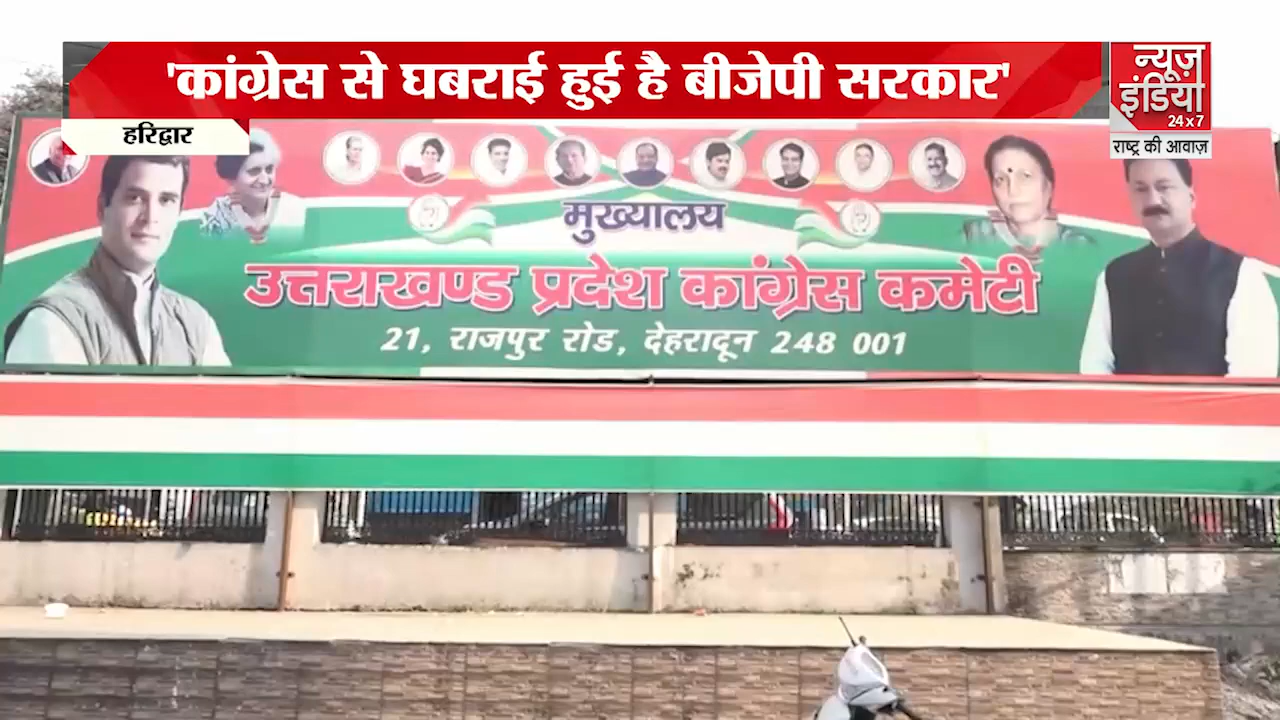 'कांग्रेस से घबराई हुई है बीजेपी सरकार'
न्यूज़
इंडिया
24x7
राष्ट्र की आवाज़
हरिद्वार
मुख्यालय
उत्तराखण्ड प्रदेश कांग्रेस कमेटी
21, राजपुर रोड, देहरादून 248 001